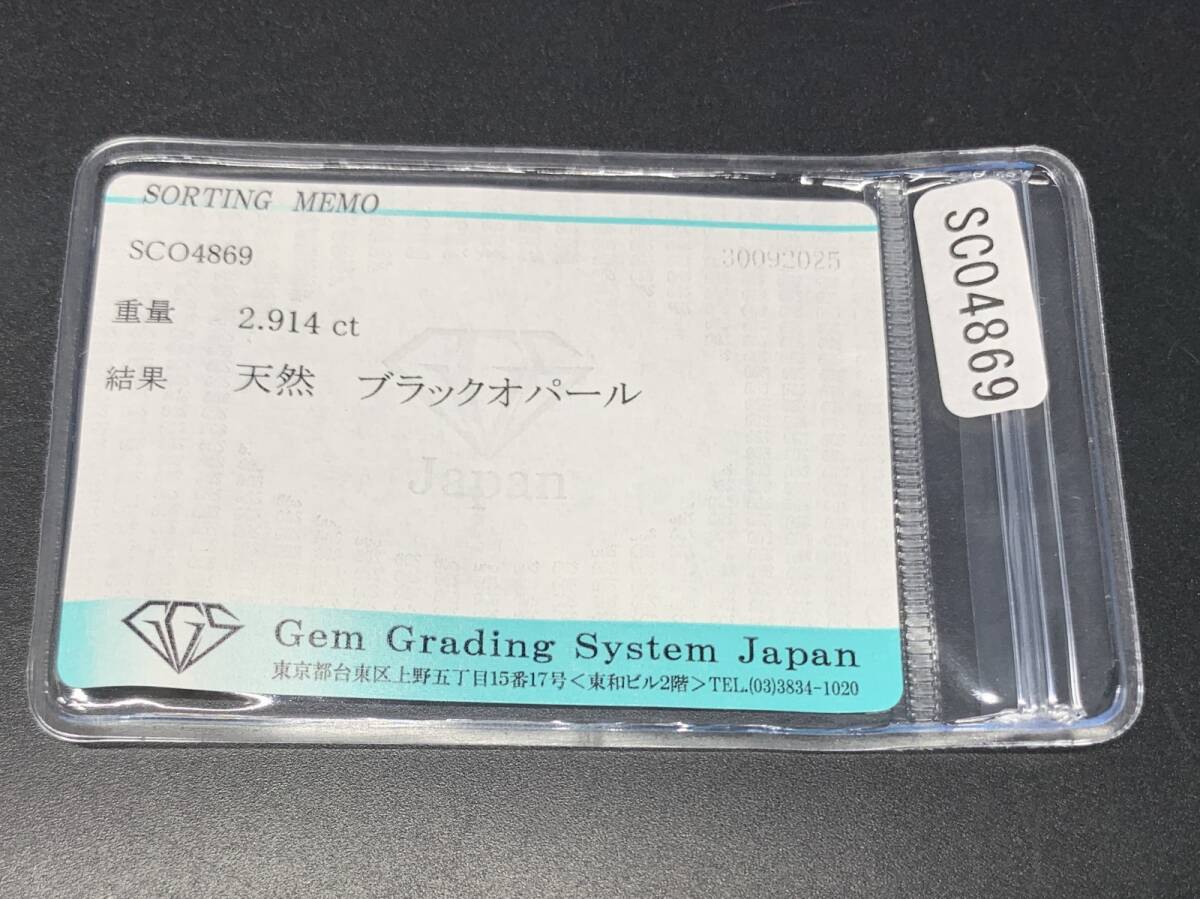 SORTING MEMO
SCO4869 30092025
重量 2.914 ct
結果 天然 ブラックオパール
Japan
GGS Gem Grading System Japan
東京都台東区上野五丁目15番17号<東和ビル2階>TEL.(03)3834-1020
SCO4869